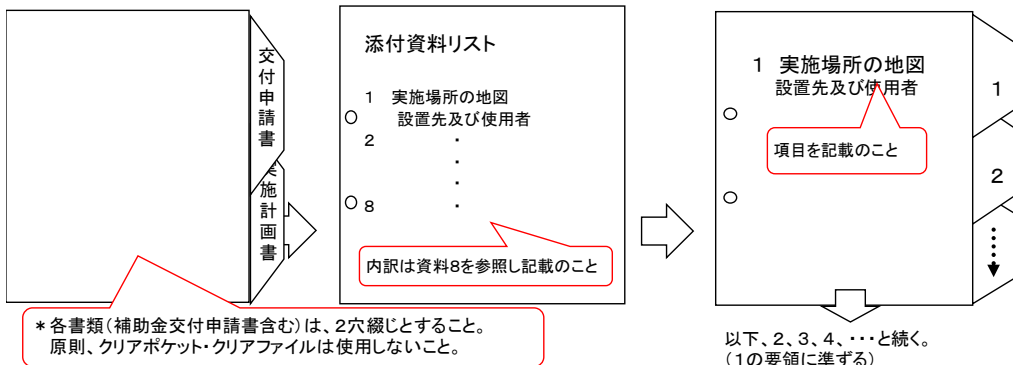 交付申請書
実施計画書
添付資料リスト
1 実施場所の地図
設置先及び使用者
2 ・
・
・
8 ・
内訳は資料8を参照し記載のこと
1 実施場所の地図
設置先及び使用者
項目を記載のこと
1
2
*各書類(補助金交付申請書含む)は、2穴綴じとすること。
原則、クリアポケット・クリアファイルは使用しないこと。
以下、2、3、4、・・・と続く。
(1の要領に準ずる)